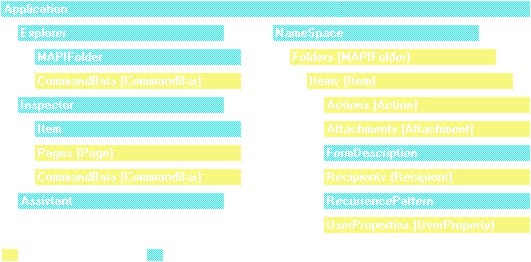 Application
Explorer
MAPIFolder
CommandBars (CommandBar)
Inspector
Item
Pages (Page)
CommandBars (CommandBar)
Assistant
NameSpace
Folders (MAPIFolder)
Items (Item)
Actions (Action)
Attachments (Attachment)
FormDescription
Recipients (Recipient)
RecurrencePattern
UserProperties (UserProperty)